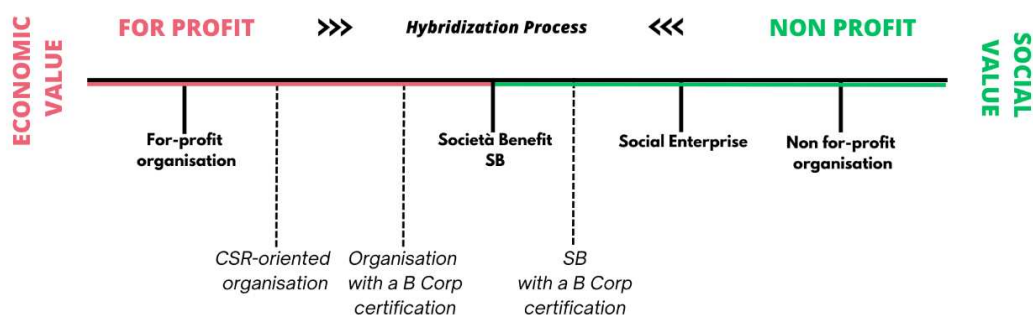 ECONOMIC
VALUE
FOR PROFIT
>>>
Hybridization Process
<<<
NON PROFIT
SOCIAL
VALUE
For-profit
organisation
Società Benefit
SB
Social Enterprise
Non for-profit
organisation
CSR-oriented
organisation
Organisation
with a B Corp
certification
SB
with a B Corp
certification